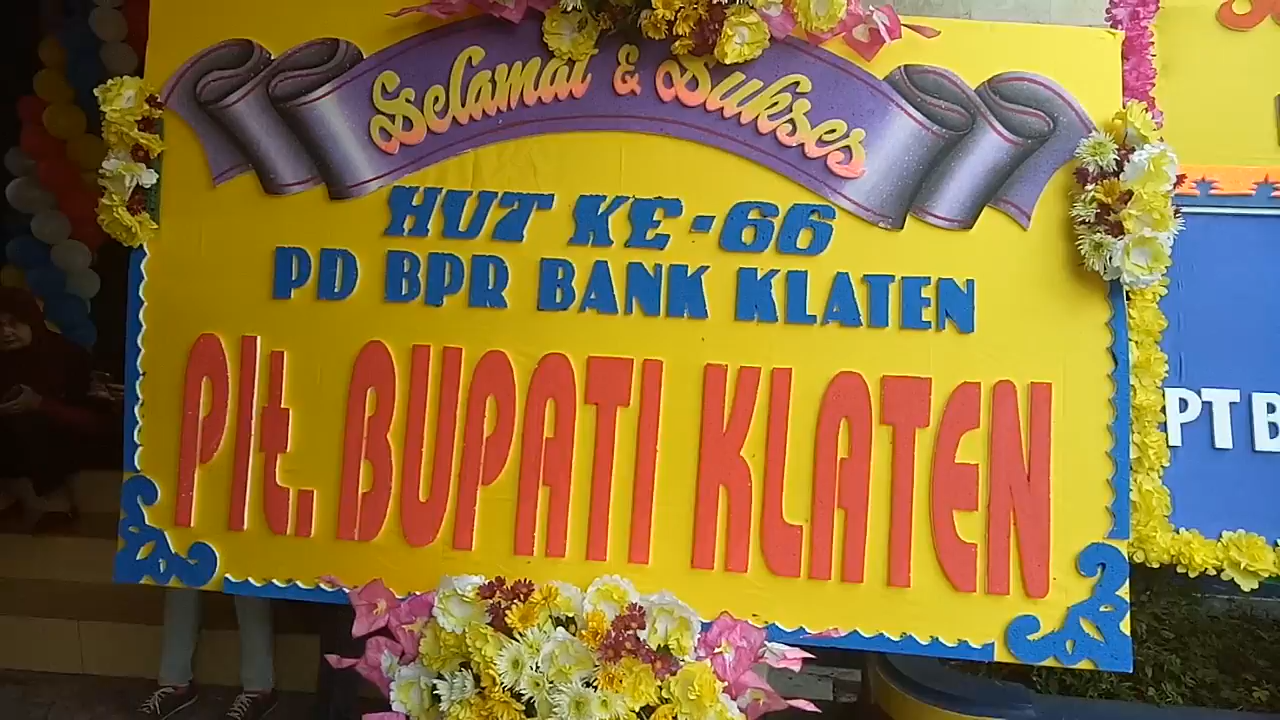 Selamat & Sukses
HUT KE-66
PD BPR BANK KLATEN
Plt. BUPATI KLATEN
PT B